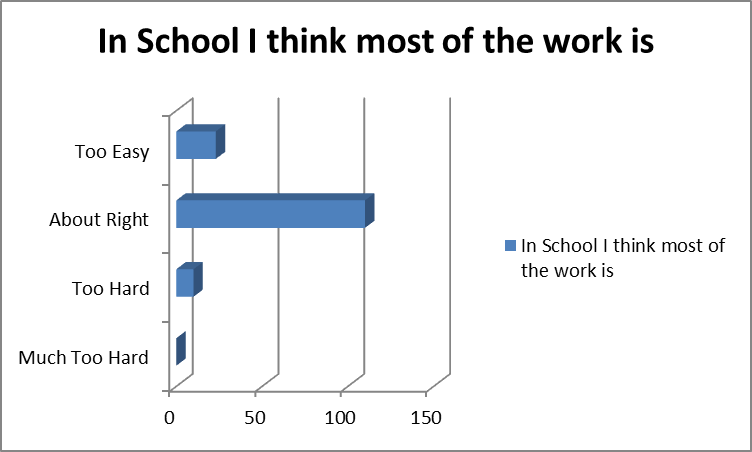 In School I think most of the work is
Too Easy
About Right
Too Hard
Much Too Hard
0 50 100 150
In School I think most of
the work is